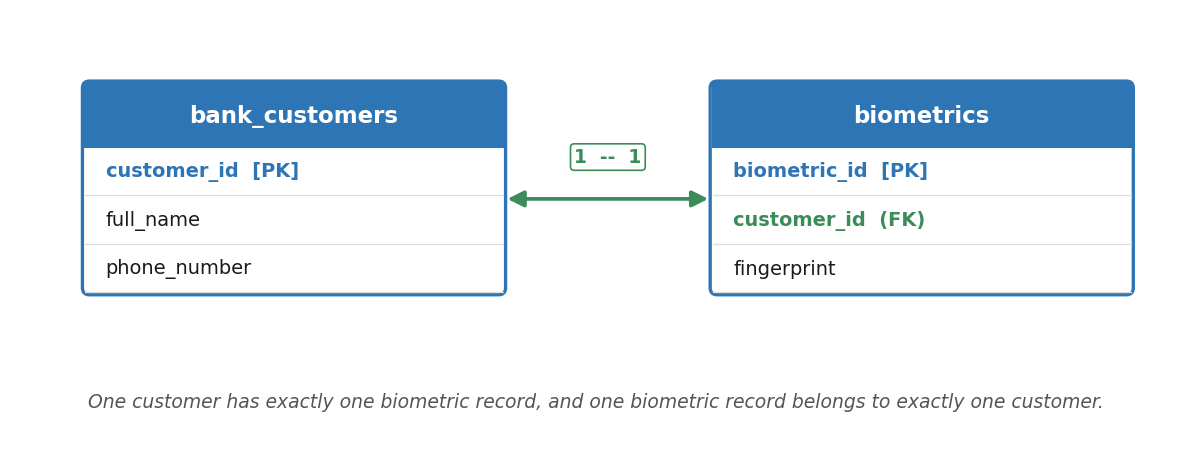 bank_customers
customer_id  [PK]
full_name
phone_number
1  --  1
biometrics
biometric_id  [PK]
customer_id  (FK)
fingerprint
One customer has exactly one biometric record, and one biometric record belongs to exactly one customer.